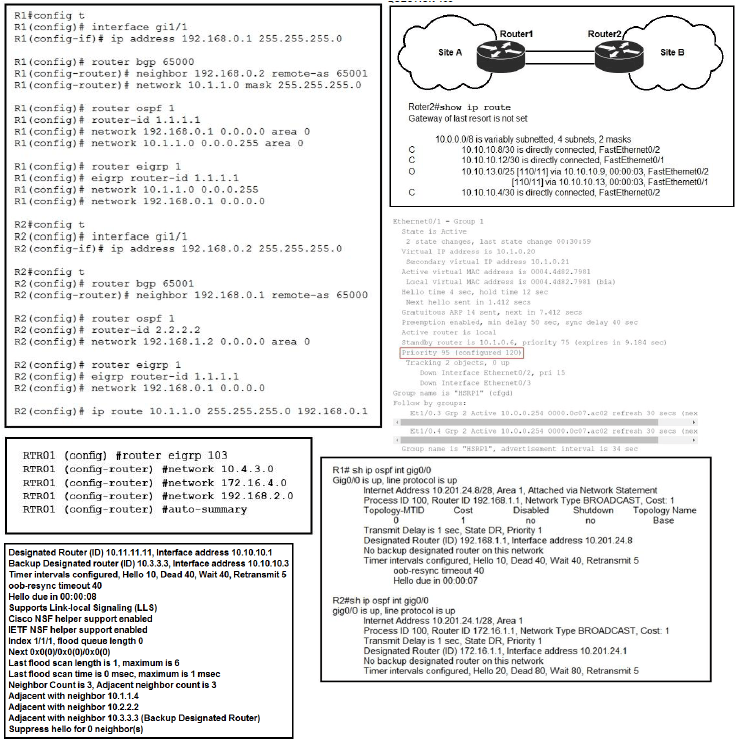 R1#config t
R1(config)# interface gi1/1
R1(config-if)# ip address 192.168.0.1 255.255.255.0
R1(config)# router bgp 65000
R1(config-router)# neighbor 192.168.0.2 remote-as 65001
R1(config-router)# network 10.1.1.0 mask 255.255.255.0
R1(config)# router ospf 1
R1(config)# router-id 1.1.1.1
R1(config)# network 192.168.0.1 0.0.0.0 area 0
R1(config)# network 10.1.1.0 0.0.0.255 area 0
R1(config)# router eigrp 1
R1(config)# eigrp router-id 1.1.1.1
R1(config)# network 10.1.1.0 0.0.0.255
R1(config)# network 192.168.0.1 0.0.0.0
R2#config t
R2(config)# interface gi1/1
R2(config-if)# ip address 192.168.0.2 255.255.255.0
R2#config t
R2(config)# router bgp 65001
R2(config-router)# neighbor 192.168.0.1 remote-as 65000
R2(config)# router ospf 1
R2(config)# router-id 2.2.2.2
R2(config)# network 192.168.1.2 0.0.0.0 area 0
R2(config)# router eigrp 1
R2(config)# eigrp router-id 1.1.1.1
R2(config)# network 192.168.0.1 0.0.0.0
R2(config)# ip route 10.1.1.0 255.255.255.0 192.168.0.1
Site A
Router1
Router2
Site B
Roter2#show ip route
Gateway of last resort is not set
10.0.0.0/8 is variably subnetted, 4 subnets, 2 masks
C 10.10.10.8/30 is directly connected, FastEthernet0/2
C 10.10.10.12/30 is directly connected, FastEthernet0/1
O 10.10.13.0/25 [110/11] via 10.10.10.9, 00:00:03, FastEthernet0/2
[110/11] via 10.10.10.13, 00:00:03, FastEthernet0/1
C 10.10.10.4/30 is directly connected, FastEthernet0/2
Ethernet0/1 - Group 1
State is Active
2 state changes, last state change 00:30:59
Virtual IP address is 10.1.0.20
Secondary virtual IP address 10.1.0.21
Active virtual MAC address is 0004.4d82.7981
Local virtual MAC address is 0004.4d82.7981 (bia)
Hello time 4 sec, hold time 12 sec
Next hello sent in 1.412 secs
Gratuitous ARP 14 sent, next in 7.412 secs
Preemption enabled, min delay 50 sec, sync delay 40 sec
Active router is local
Standby router is 10.1.0.6, priority 75 (expires in 9.184 sec)
Priority 95 (configured 120)
Tracking 2 objects, 0 up
Down Interface Ethernet0/2, pri 15
Down Interface Ethernet0/3
Group name is "HSRP1" (cfgd)
Follow by groups:
Et1/0.3 Grp 2 Active 10.0.0.254 0000.0c07.ac02 refresh 30 secs (nex
Et1/0.4 Grp 2 Active 10.0.0.254 0000.0c07.ac02 refresh 30 secs (nex
Group name is "HSRP1", advertisement interval is 34 sec
RTR01 (config) #router eigrp 103
RTR01 (config-router) #network 10.4.3.0
RTR01 (config-router) #network 172.16.4.0
RTR01 (config-router) #network 192.168.2.0
RTR01 (config-router) #auto-summary
R1# sh ip ospf int gig0/0
Gig0/0 is up, line protocol is up
Internet Address 10.201.24.8/28, Area 1, Attached via Network Statement
Process ID 100, Router ID 192.168.1.1, Network Type BROADCAST, Cost: 1
Topology-MTID Cost Disabled Shutdown Topology Name
0 1 no no Base
Transmit Delay is 1 sec, State DR, Priority 1
Designated Router (ID) 192.168.1.1, Interface address 10.201.24.8
No backup designated router on this network
Timer intervals configured, Hello 10, Dead 40, Wait 40, Retransmit 5
oob-resync timeout 40
Hello due in 00:00:07
R2#sh ip ospf int gig0/0
gig0/0 is up, line protocol is up
Internet Address 10.201.24.1/28, Area 1
Process ID 100, Router ID 172.16.1.1, Network Type BROADCAST, Cost: 1
Transmit Delay is 1 sec, State DR, Priority 1
Designated Router (ID) 172.16.1.1, Interface address 10.201.24.1
No backup designated router on this network
Timer intervals configured, Hello 20, Dead 80, Wait 80, Retransmit 5
Designated Router (ID) 10.11.11.11, Interface address 10.10.10.1
Backup Designated router (ID) 10.3.3.3, Interface address 10.10.10.3
Timer intervals configured, Hello 10, Dead 40, Wait 40, Retransmit 5
oob-resync timeout 40
Hello due in 00:00:08
Supports Link-local Signaling (LLS)
Cisco NSF helper support enabled
IETF NSF helper support enabled
Index 1/1/1, flood queue length 0
Next 0x0(0)/0x0(0)/0x0(0)
Last flood scan length is 1, maximum is 6
Last flood scan time is 0 msec, maximum is 1 msec
Neighbor Count is 3, Adjacent neighbor count is 3
Adjacent with neighbor 10.1.1.4
Adjacent with neighbor 10.2.2.2
Adjacent with neighbor 10.3.3.3 (Backup Designated Router)
Suppress hello for 0 neighbor(s)